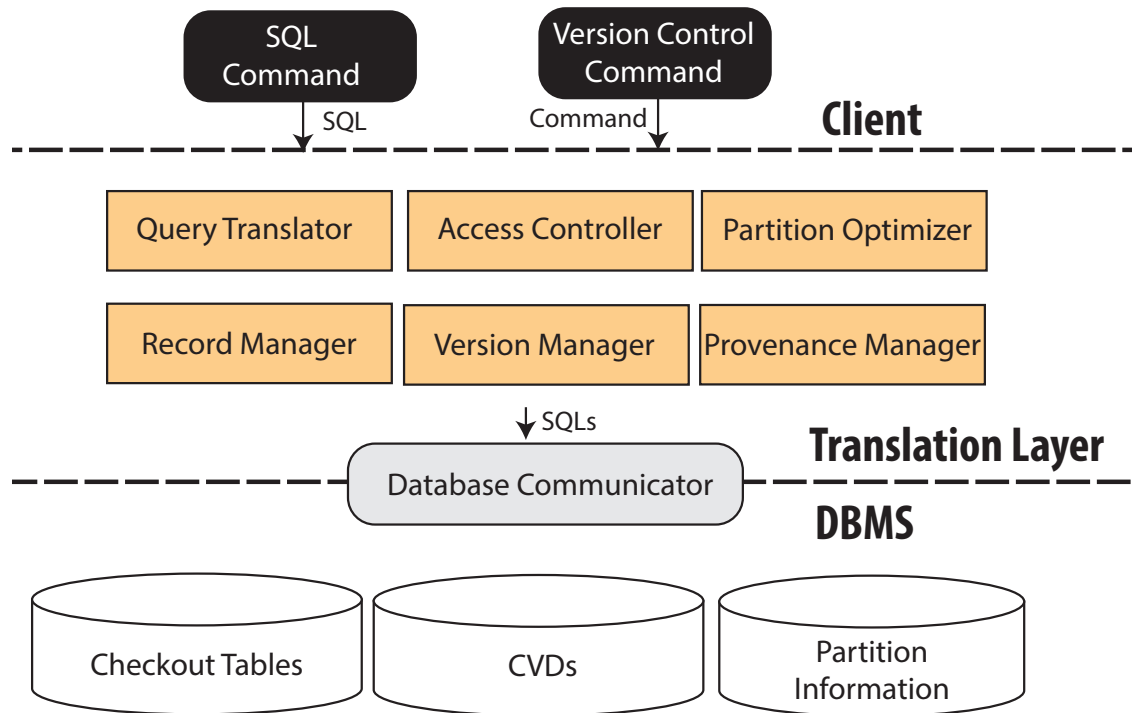 SQL
Command
Version Control
Command
SQL
Command
Client
Query Translator
Access Controller
Partition Optimizer
Record Manager
Version Manager
Provenance Manager
SQLs
Translation Layer
Database Communicator
DBMS
Checkout Tables
CVDs
Partition
Information